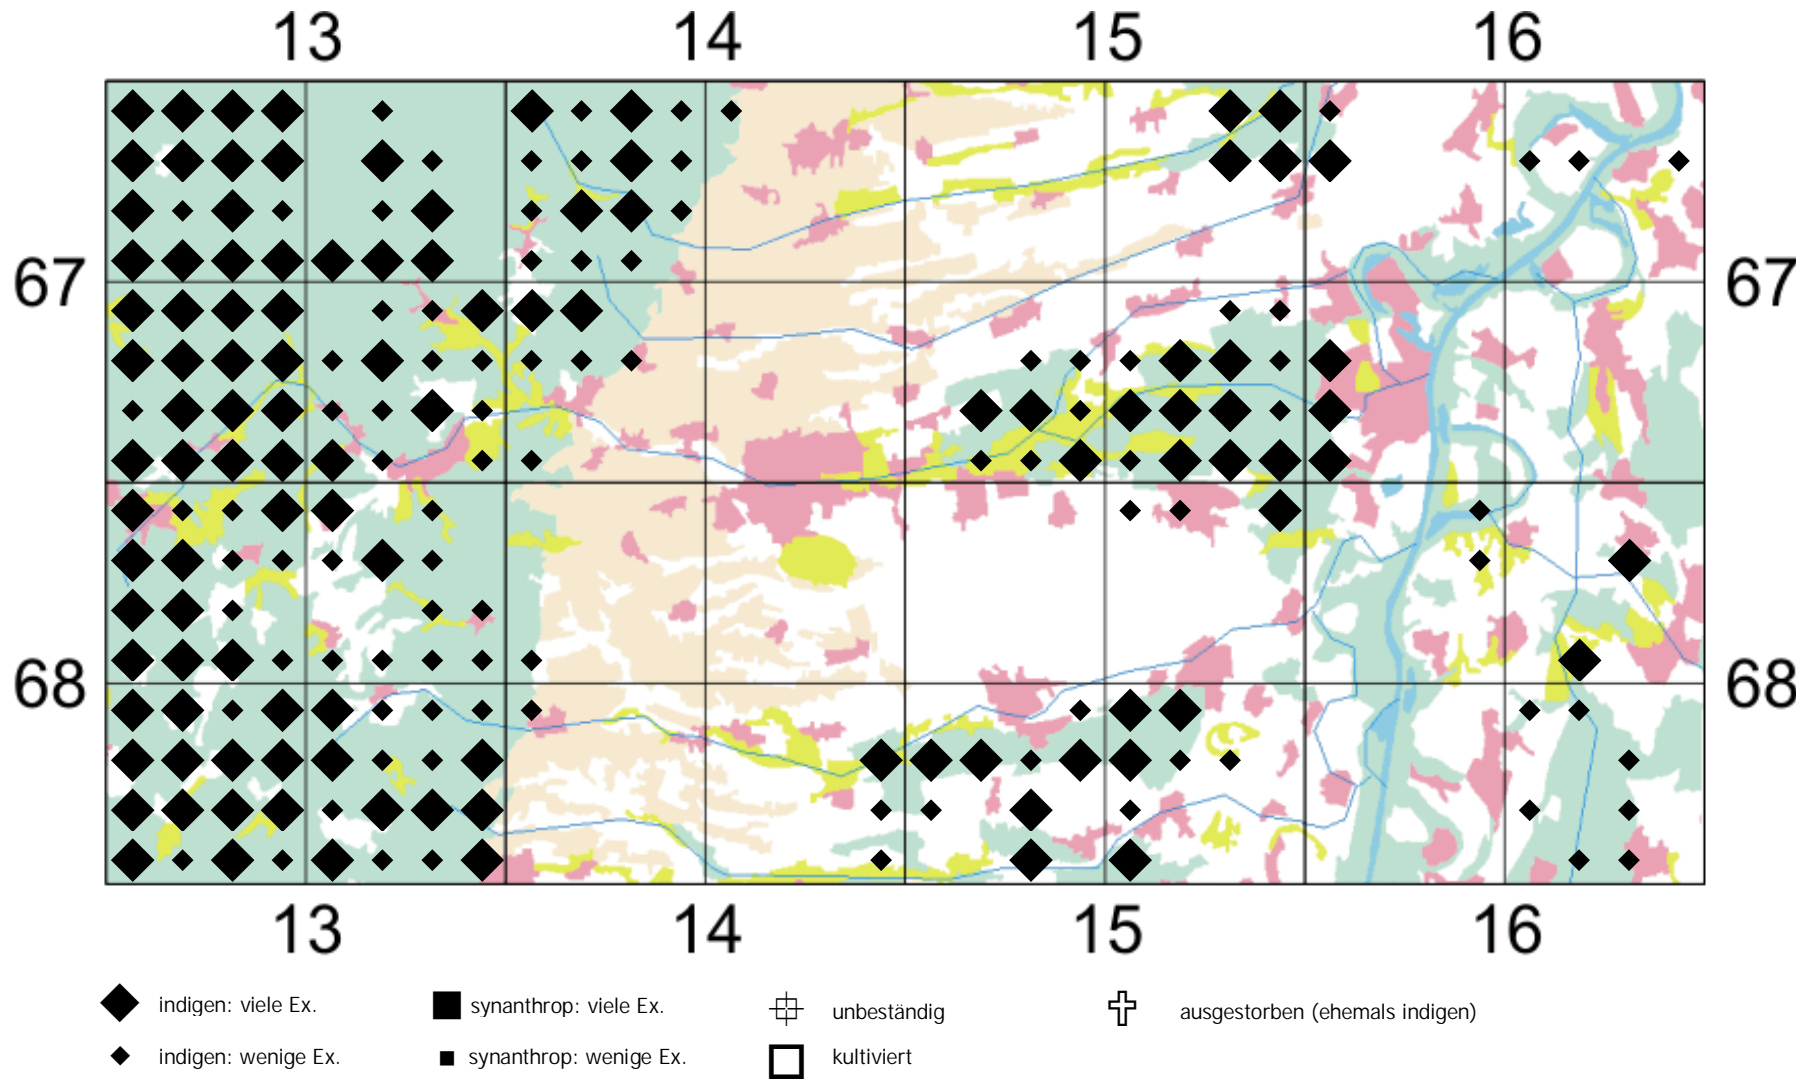 13 14 15 16
67 67
68 68
13 14 15 16
indigen: viele Ex. synanthrop: viele Ex. unbeständig ausgestorben (ehemals indigen)
indigen: wenige Ex. synanthrop: wenige Ex. kultiviert